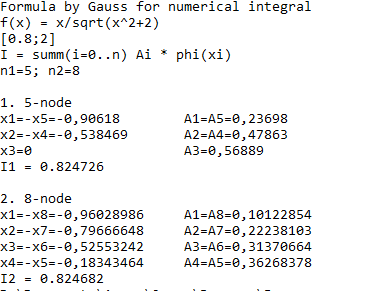 Formula by Gauss for numerical integral
f(x) = x/sqrt(x^2+2)
[0.8;2]
I = summ(i=0..n) Ai * phi(xi)
n1=5; n2=8
1. 5-node
x1=-x5=-0,90618 A1=A5=0,23698
x2=-x4=-0,538469 A2=A4=0,47863
x3=0 A3=0,56889
I1 = 0.824726
2. 8-node
x1=-x8=-0,96028986 A1=A8=0,10122854
x2=-x7=-0,79666648 A2=A7=0,22238103
x3=-x6=-0,52553242 A3=A6=0,31370664
x4=-x5=-0,18343464 A4=A5=0,36268378
I2 = 0.824682